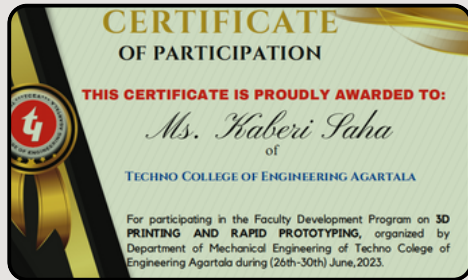 CERTIFICATE
OF PARTICIPATION
THIS CERTIFICATE IS PROUDLY AWARDED TO:
Ms. Kaberi Saha
of
TECHNO COLLEGE OF ENGINEERING AGARTALA
For participating in the Faculty Development Program on 3D
PRINTING AND RAPID PROTOTYPING, organized by
Department of Mechanical Engineering of Techno Colege of
Engineering Agartala during (26th-30th) June,2023.